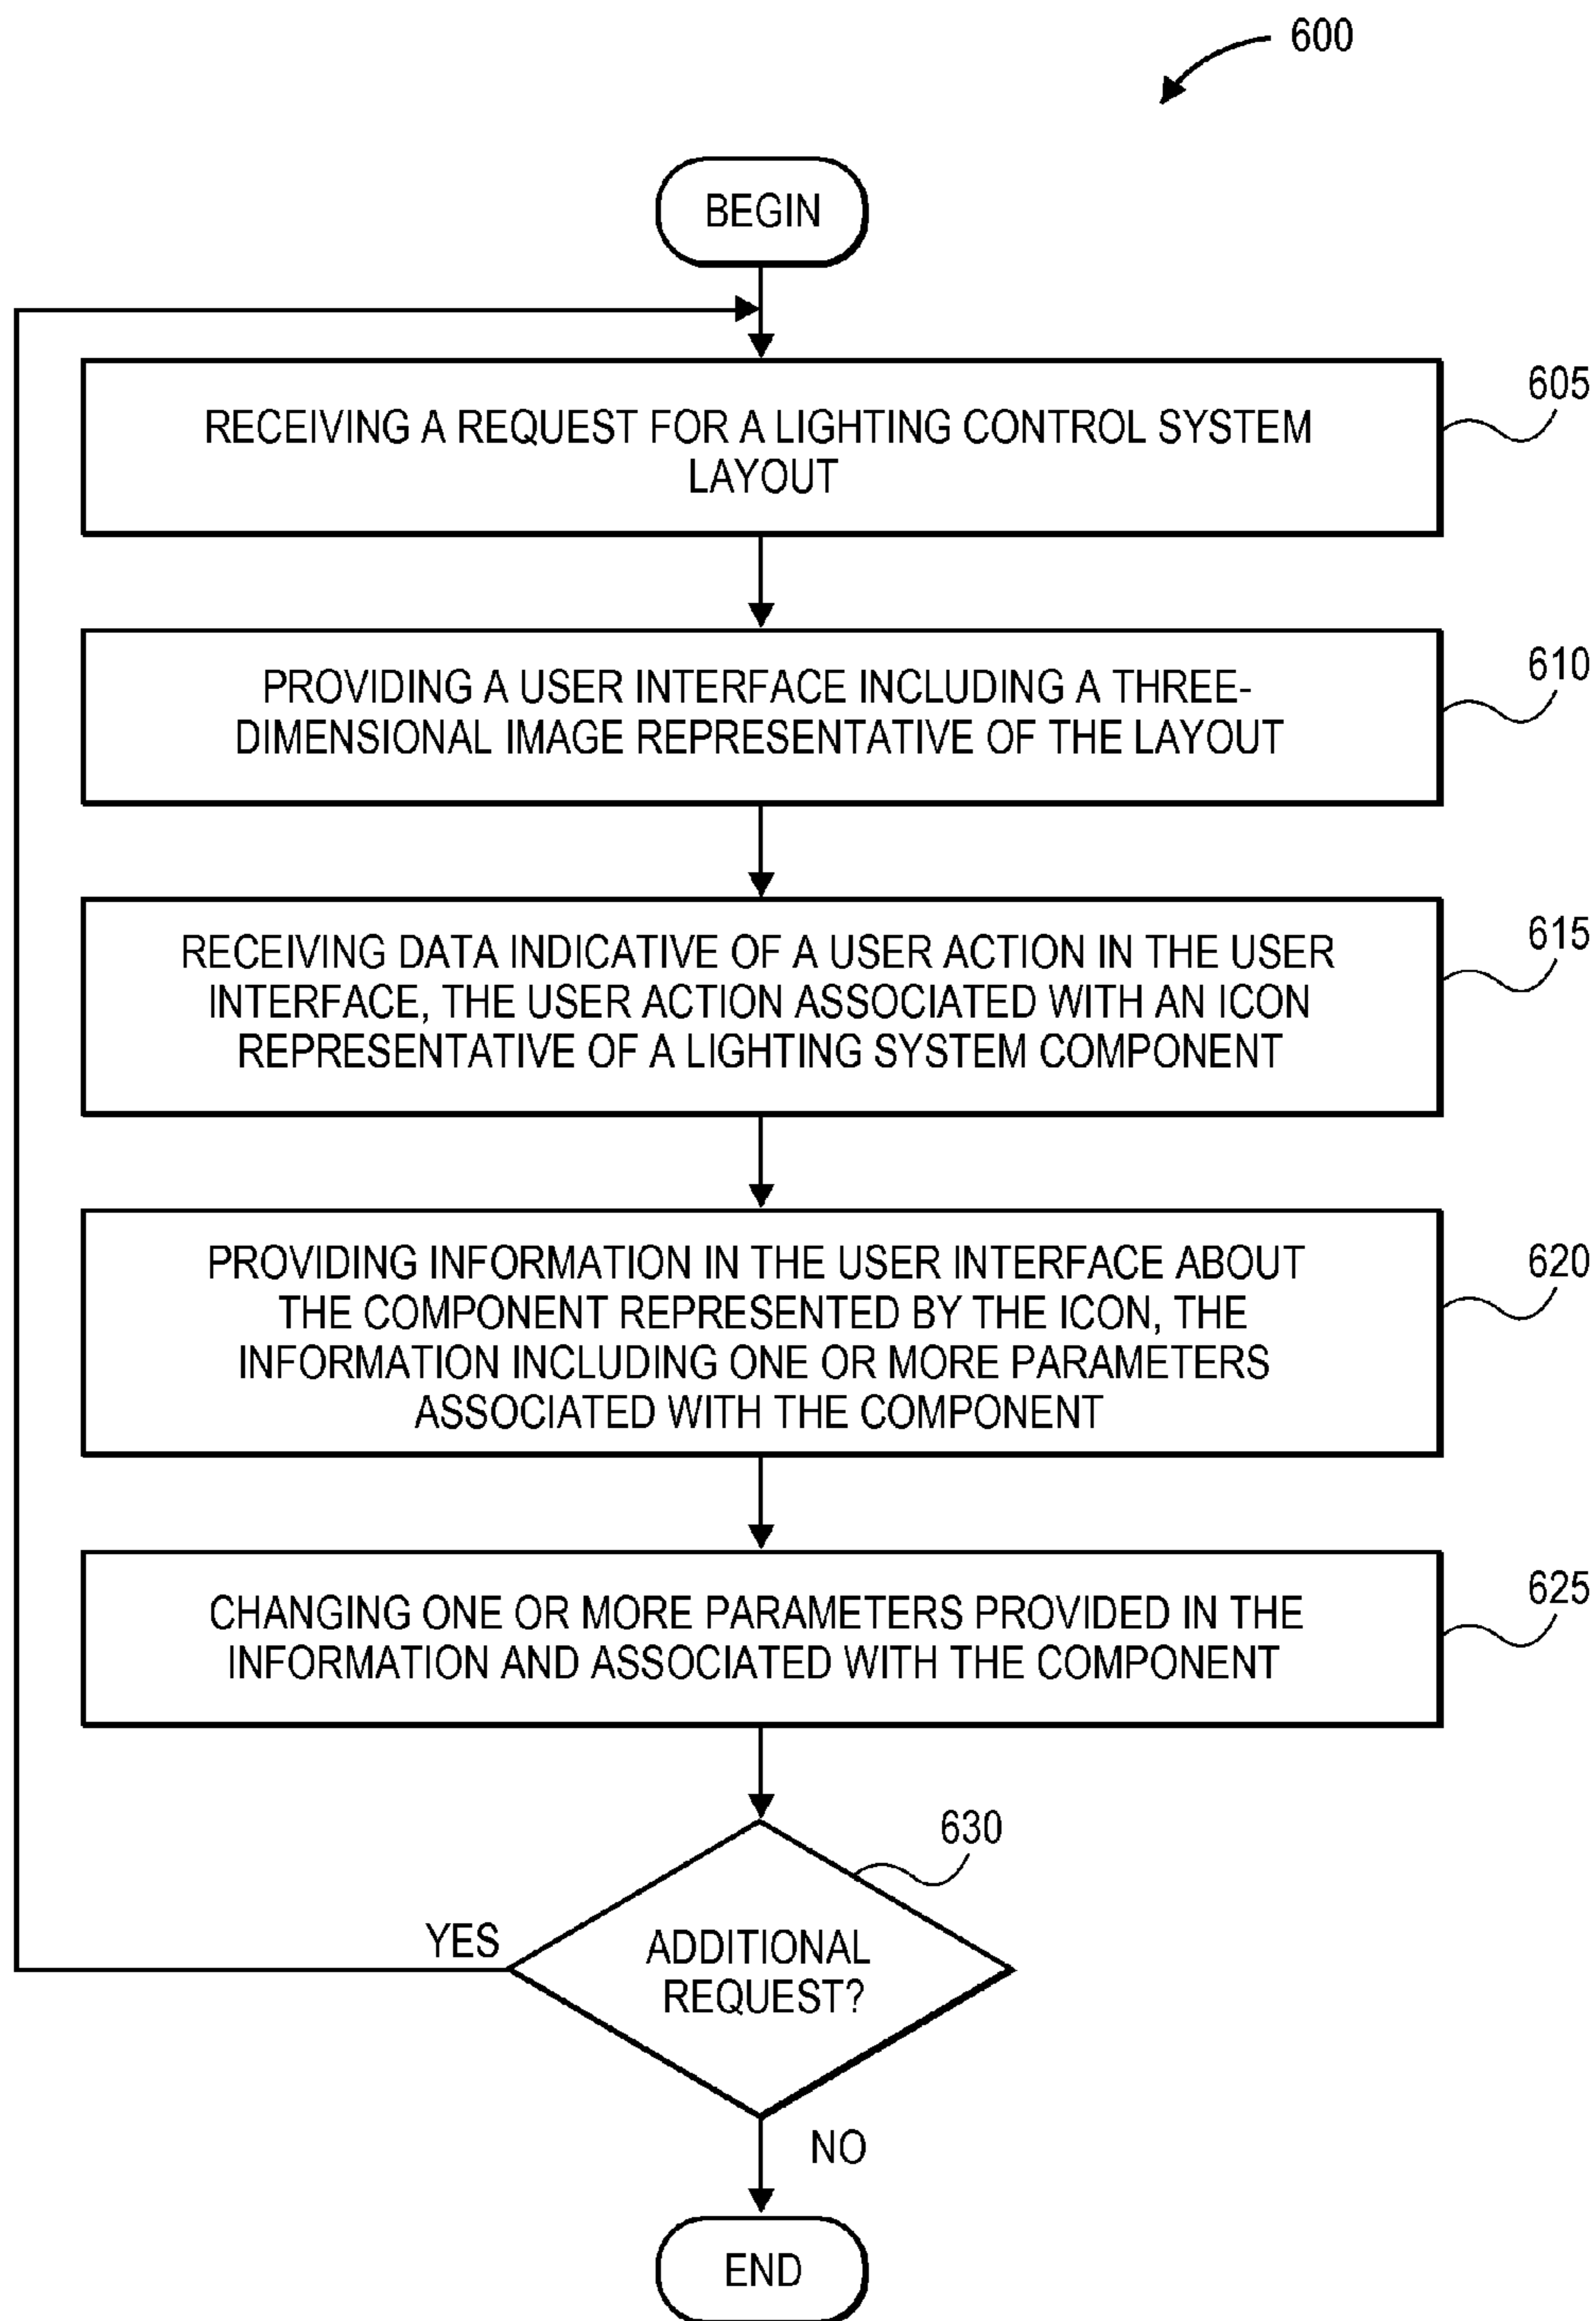 600
BEGIN
605
RECEIVING A REQUEST FOR A LIGHTING CONTROL SYSTEM
LAYOUT
610
PROVIDING A USER INTERFACE INCLUDING A THREE-
DIMENSIONAL IMAGE REPRESENTATIVE OF THE LAYOUT
615
RECEIVING DATA INDICATIVE OF A USER ACTION IN THE USER
INTERFACE, THE USER ACTION ASSOCIATED WITH AN ICON
REPRESENTATIVE OF A LIGHTING SYSTEM COMPONENT
620
PROVIDING INFORMATION IN THE USER INTERFACE ABOUT
THE COMPONENT REPRESENTED BY THE ICON, THE
INFORMATION INCLUDING ONE OR MORE PARAMETERS
ASSOCIATED WITH THE COMPONENT
625
CHANGING ONE OR MORE PARAMETERS PROVIDED IN THE
INFORMATION AND ASSOCIATED WITH THE COMPONENT
630
YES
ADDITIONAL
REQUEST?
NO
END